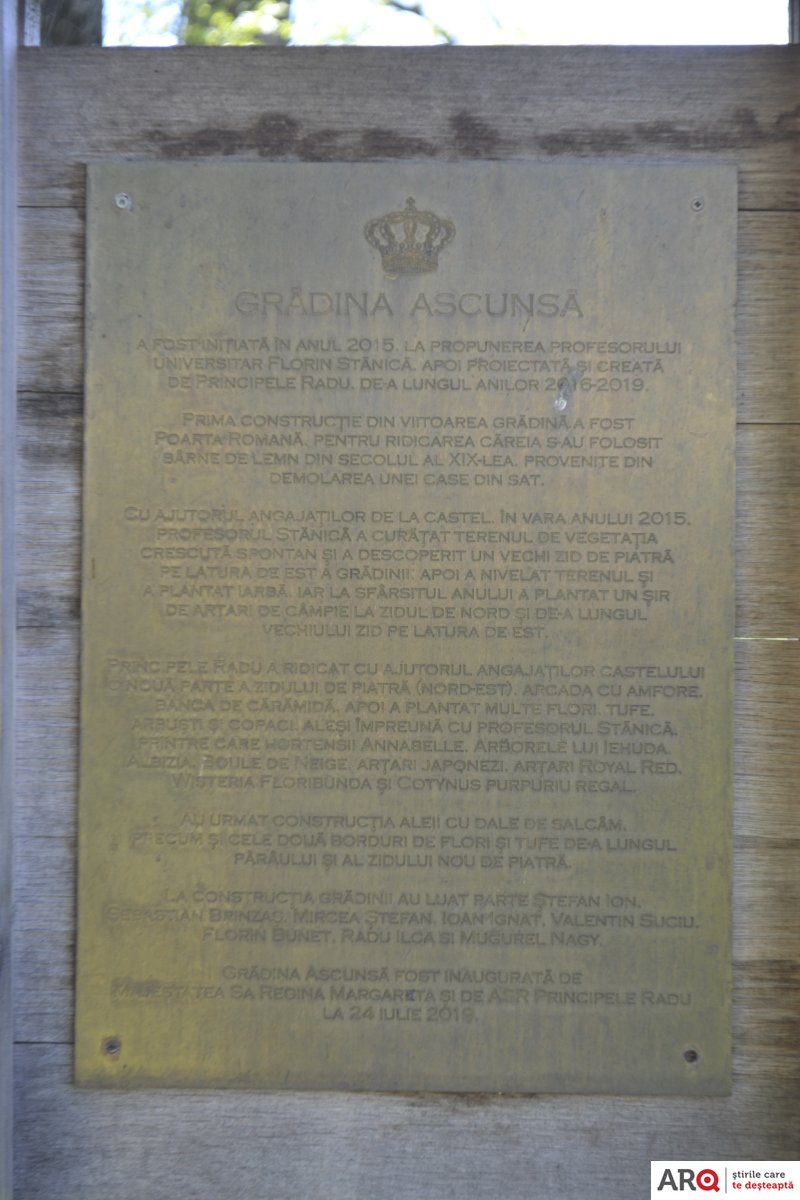 GRĂDINA ASCUNSĂ
A FOST INIȚIATĂ ÎN ANUL 2015, LA PROPUNEREA PROFESORULUI
UNIVERSITAR FLORIN STĂNICĂ, APOI PROIECTATĂ ȘI CREATĂ
DE PRINCIPELE RADU, DE-A LUNGUL ANILOR 2016-2019.
PRIMA CONSTRUCȚIE DIN VIITOAREA GRĂDINĂ A FOST
POARTA ROMANĂ, PENTRU RIDICAREA CĂREIA S-AU FOLOSIT
BÂRNE DE LEMN DIN SECOLUL AL XIX-LEA, PROVENITE DIN
DEMOLAREA UNEI CASE DIN SAT.
CU AJUTORUL ANGAJAȚILOR DE LA CASTEL, ÎN VARA ANULUI 2015,
PROFESORUL STĂNICĂ A CURĂȚAT TERENUL DE VEGETAȚIA
CRESCUTĂ SPONTAN ȘI A DESCOPERIT UN VECHI ZID DE PIATRĂ
PE LATURA DE EST A GRĂDINII; APOI A NIVELAT TERENUL ȘI
A PLANTAT IARBĂ, IAR LA SFÂRȘITUL ANULUI A PLANTAT UN ȘIR
DE ARȚARI DE CÂMPIE LA ZIDUL DE NORD ȘI DE-A LUNGUL
VECHIULUI ZID PE LATURA DE EST.
PRINCIPELE RADU A RIDICAT CU AJUTORUL ANGAJAȚILOR CASTELULUI
O NOUĂ PARTE A ZIDULUI DE PIATRĂ (NORD-EST), ARCADA CU AMFORE,
BANCA DE CĂRĂMIDĂ, APOI A PLANTAT MULTE FLORI, TUFE,
ARBUȘTI ȘI COPACI, ALEȘI ÎMPREUNĂ CU PROFESORUL STĂNICĂ,
PRINTRE CARE HORTENSII ANNABELLE, ARBORELE LUI IEHUDA,
ALBIZIA, BOULE DE NEIGE, ARȚARI JAPONEZI, ARȚARI ROYAL RED,
WISTERIA FLORIBUNDA ȘI COTYNUS PURPURIU REGAL.
AU URMAT CONSTRUCȚIA ALEII CU DALE DE SALCÂM,
PRECUM ȘI CELE DOUĂ BORDURI DE FLORI ȘI TUFE DE-A LUNGUL
PÂRÂULUI ȘI AL ZIDULUI NOU DE PIATRĂ.
LA CONSTRUCȚIA GRĂDINII AU LUAT PARTE ȘTEFAN ION,
SEBASTIAN BRINZAȘ, MIRCEA ȘTEFAN, IOAN IGNAT, VALENTIN SUCIU,
FLORIN BUNET, RADU ILCA SI MUGUREL NAGY.
GRĂDINA ASCUNSĂ FOST INAUGURATĂ DE
MAJESTATEA SA REGINA MARGARETA ȘI DE ASR PRINCIPELE RADU
LA 24 IULIE 2019.
ARQ
știrile care
te deșteaptă